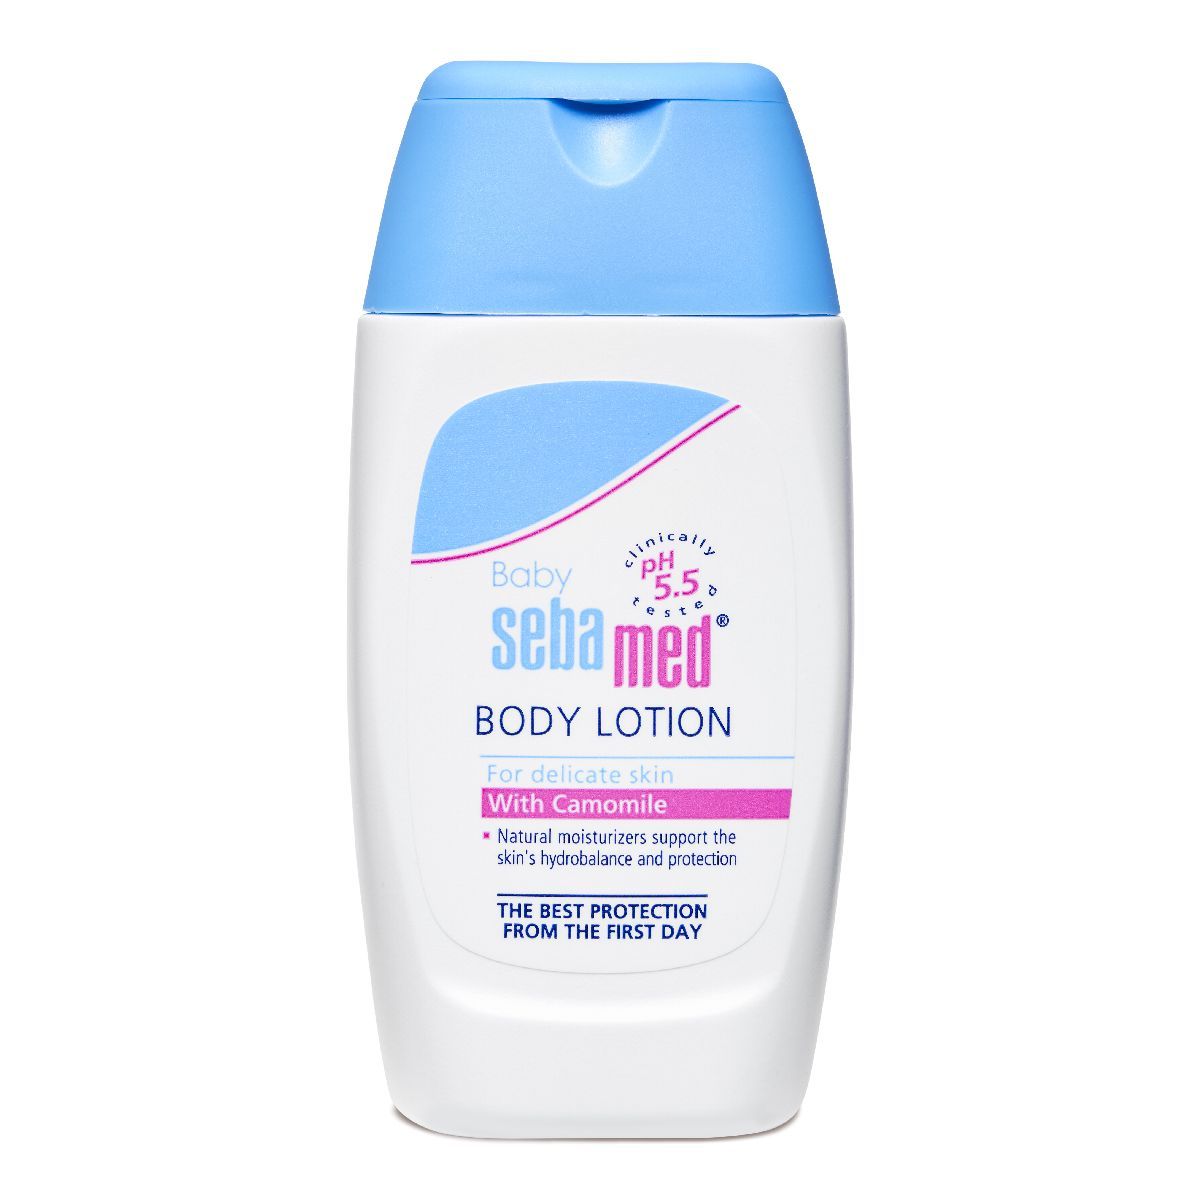 clinically
pH
5.5
tested
Baby
sebamed®
BODY LOTION
For delicate skin
With Camomile
▪ Natural moisturizers support the
skin's hydrobalance and protection
THE BEST PROTECTION
FROM THE FIRST DAY